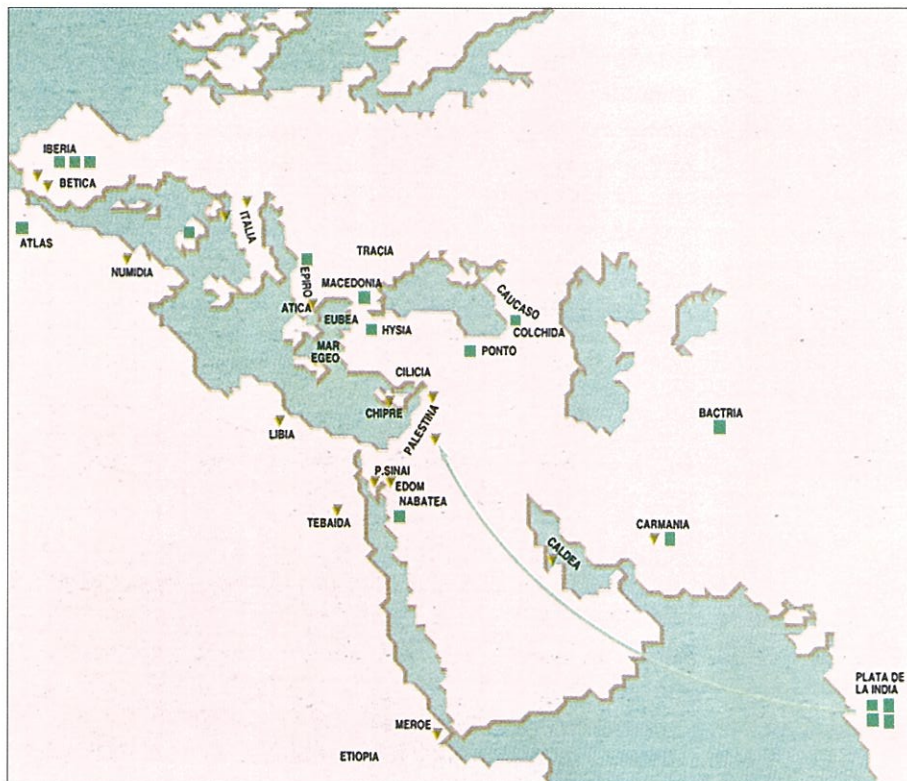 IBERIA
BETICA
ATLAS
NUMIDIA
ITALIA
EPIRO
TRACIA
MACEDONIA
ATICA
EUBEA
HYSIA
MAR
EGEO
CAUCASO
COLCHIDA
PONTO
CILICIA
CHIPRE
LIBIA
PALESTINA
BACTRIA
P.SINAI
EDOM
NABATEA
TEBAIDA
CALDEA
CARMANIA
PLATA DE
LA INDIA
MEROE
ETIOPIA